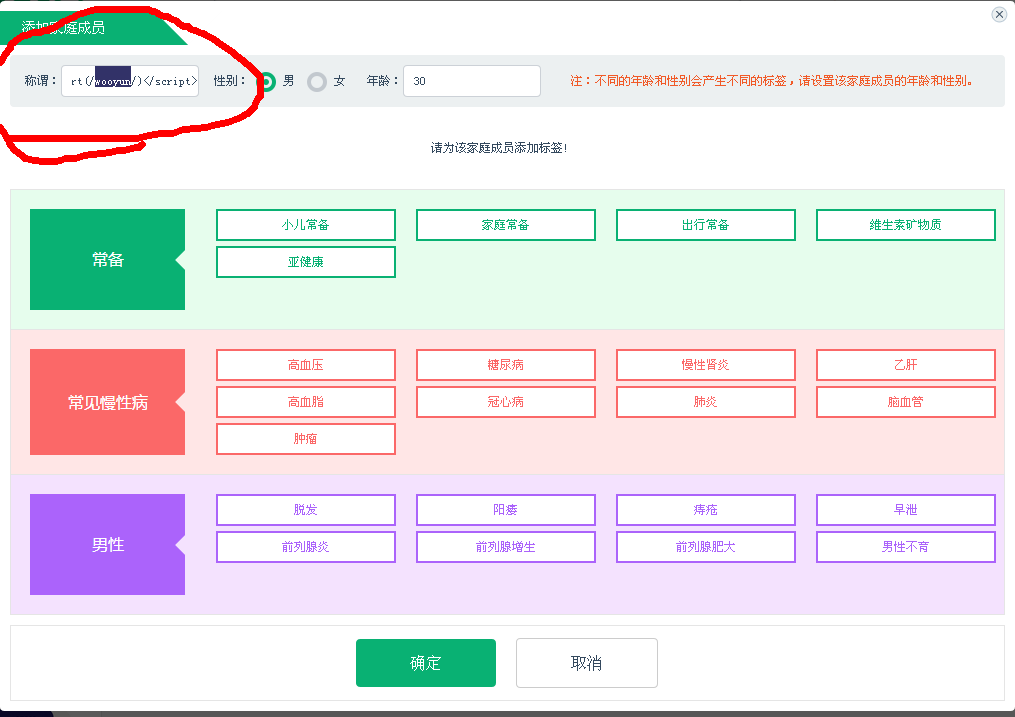 添加家庭成员
称谓： rt(/wooyun/)</script> 性别： 男 女 年龄： 30 注：不同的年龄和性别会产生不同的标签，请设置该家庭成员的年龄和性别。
请为该家庭成员添加标签!
常备
小儿常备 家庭常备 出行常备 维生素矿物质
亚健康
常见慢性病
高血压 糖尿病 慢性肾炎 乙肝
高血脂 冠心病 肺炎 脑血管
肿瘤
男性
脱发 阳痿 痔疮 早泄
前列腺炎 前列腺增生 前列腺肥大 男性不育
确定 取消